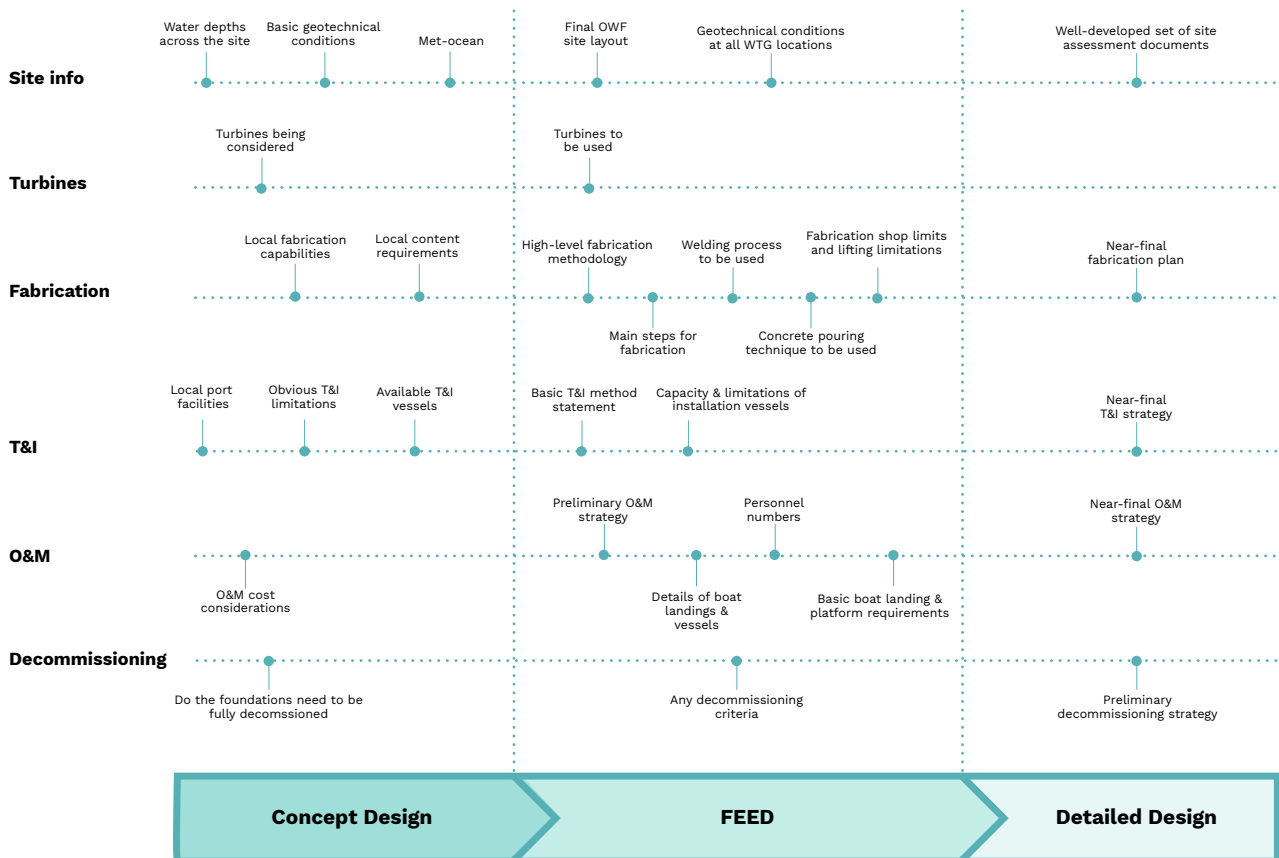 Water depths
across the site
Basic geotechnical
conditions
Met-ocean
Final OWF
site layout
Geotechnical conditions
at all WTG locations
Well-developed set of site
assessment documents
Site info
Turbines being
considered
Turbines to
be used
Turbines
Local fabrication
capabilities
Local content
requirements
High-level fabrication
methodology
Welding process
to be used
Fabrication shop limits
and lifting limitations
Near-final
fabrication plan
Fabrication
Main steps for
fabrication
Concrete pouring
technique to be used
Local port
facilities
Obvious T&I
limitations
Available T&I
vessels
Basic T&I method
statement
Capacity & limitations of
installation vessels
Near-final
T&I strategy
T&I
Preliminary O&M
strategy
Personnel
numbers
Near-final O&M
strategy
O&M
O&M cost
considerations
Details of boat
landings &
vessels
Basic boat landing &
platform requirements
Decommissioning
Do the foundations need to be
fully decomssioned
Any decommissioning
criteria
Preliminary
decommissioning strategy
Concept Design
FEED
Detailed Design